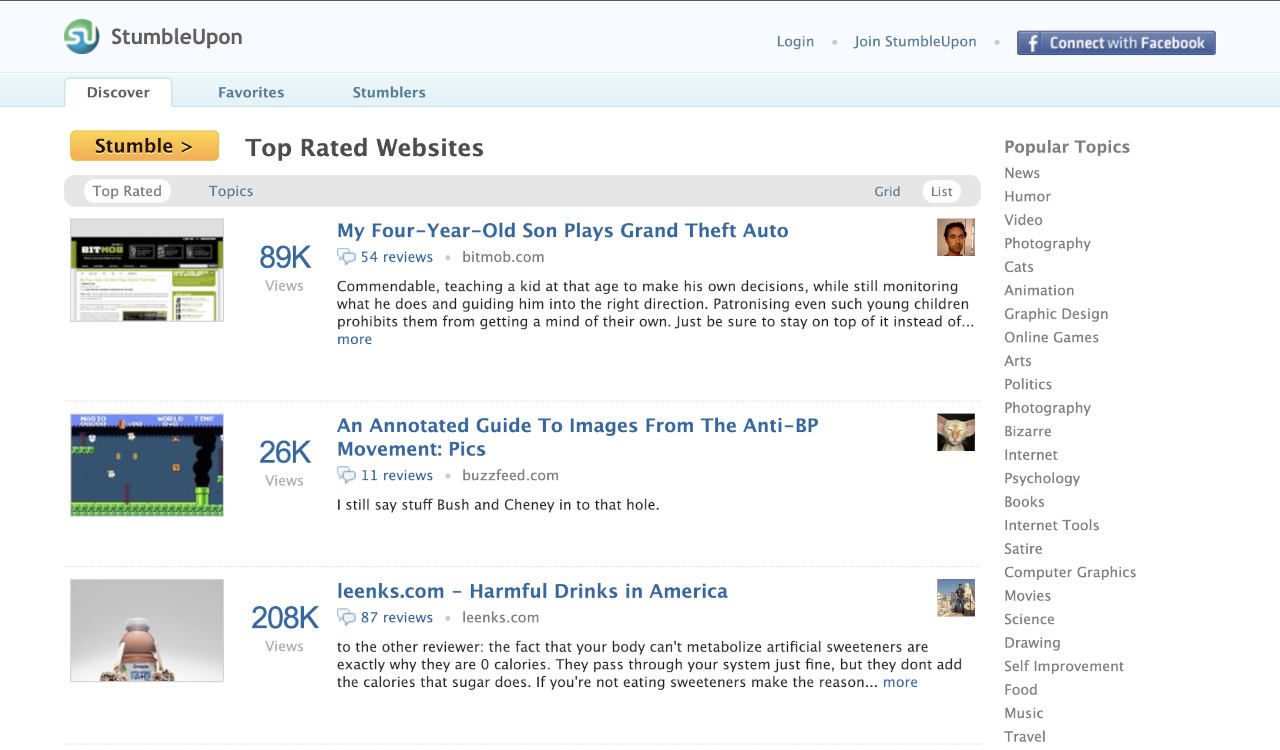 StumbleUpon
Login • Join StumbleUpon • f Connect with Facebook
Discover Favorites Stumblers
Stumble > Top Rated Websites
Top Rated Topics Grid List
BITMOB
89K
Views
My Four-Year-Old Son Plays Grand Theft Auto
54 reviews • bitmob.com
Commendable, teaching a kid at that age to make his own decisions, while still monitoring
what he does and guiding him into the right direction. Patronising even such young children
prohibits them from getting a mind of their own. Just be sure to stay on top of it instead of...
more
MARIO WORLD TIME
26K
Views
An Annotated Guide To Images From The Anti-BP
Movement: Pics
11 reviews • buzzfeed.com
I still say stuff Bush and Cheney in to that hole.
208K
Views
leenks.com - Harmful Drinks in America
87 reviews • leenks.com
to the other reviewer: the fact that your body can't metabolize artificial sweeteners are
exactly why they are 0 calories. They pass through your system just fine, but they dont add
the calories that sugar does. If you're not eating sweeteners make the reason... more
Popular Topics
News
Humor
Video
Photography
Cats
Animation
Graphic Design
Online Games
Arts
Politics
Photography
Bizarre
Internet
Psychology
Books
Internet Tools
Satire
Computer Graphics
Movies
Science
Drawing
Self Improvement
Food
Music
Travel